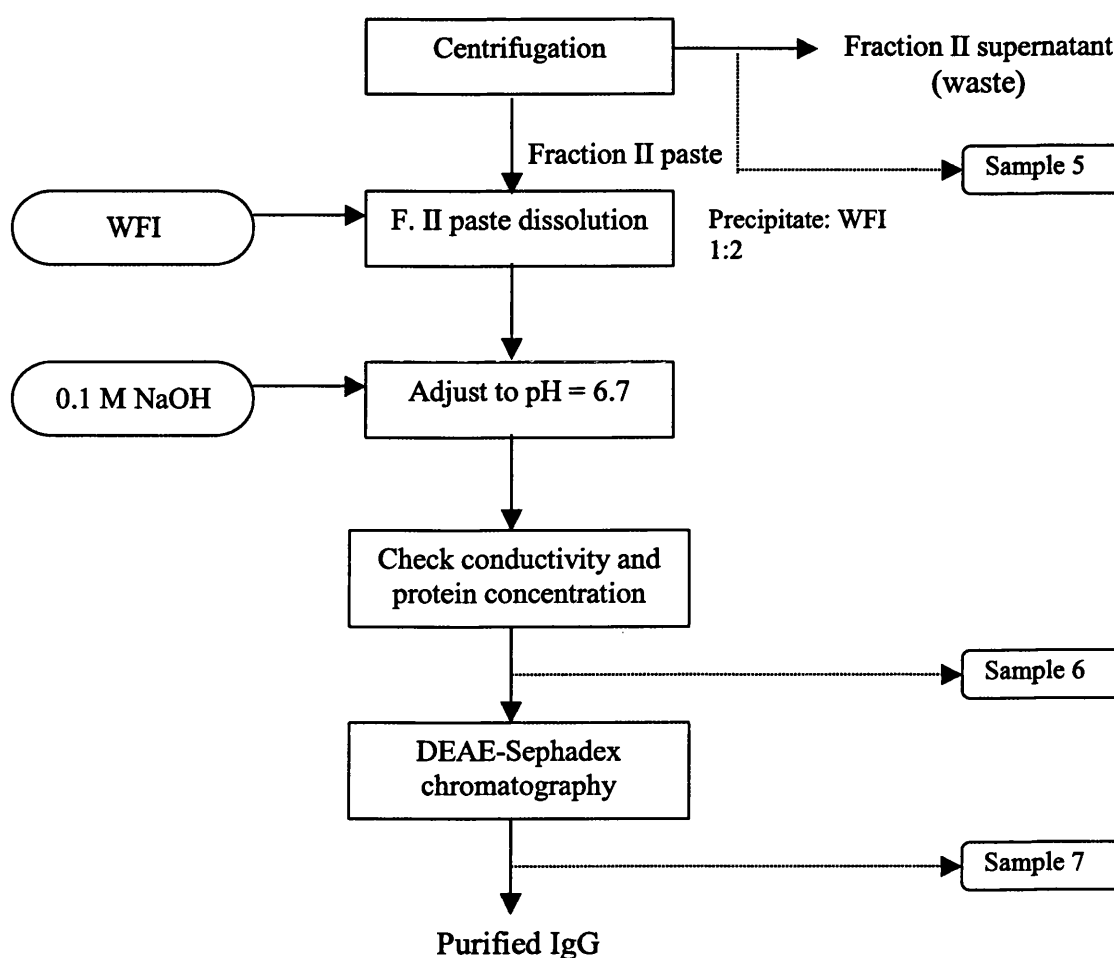 Centrifugation
Fraction II supernatant
(waste)
Fraction II paste
Sample 5
WFI
F. II paste dissolution
Precipitate: WFI
1:2
0.1 M NaOH
Adjust to pH = 6.7
Check conductivity and
protein concentration
Sample 6
DEAE-Sephadex
chromatography
Sample 7
Purified IgG